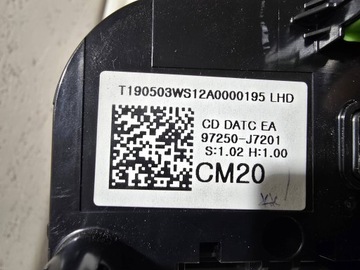 T190503WS12A0000195 LHD
CD DATC EA
97250-J7201
S:1.02 H:1.00
CM20